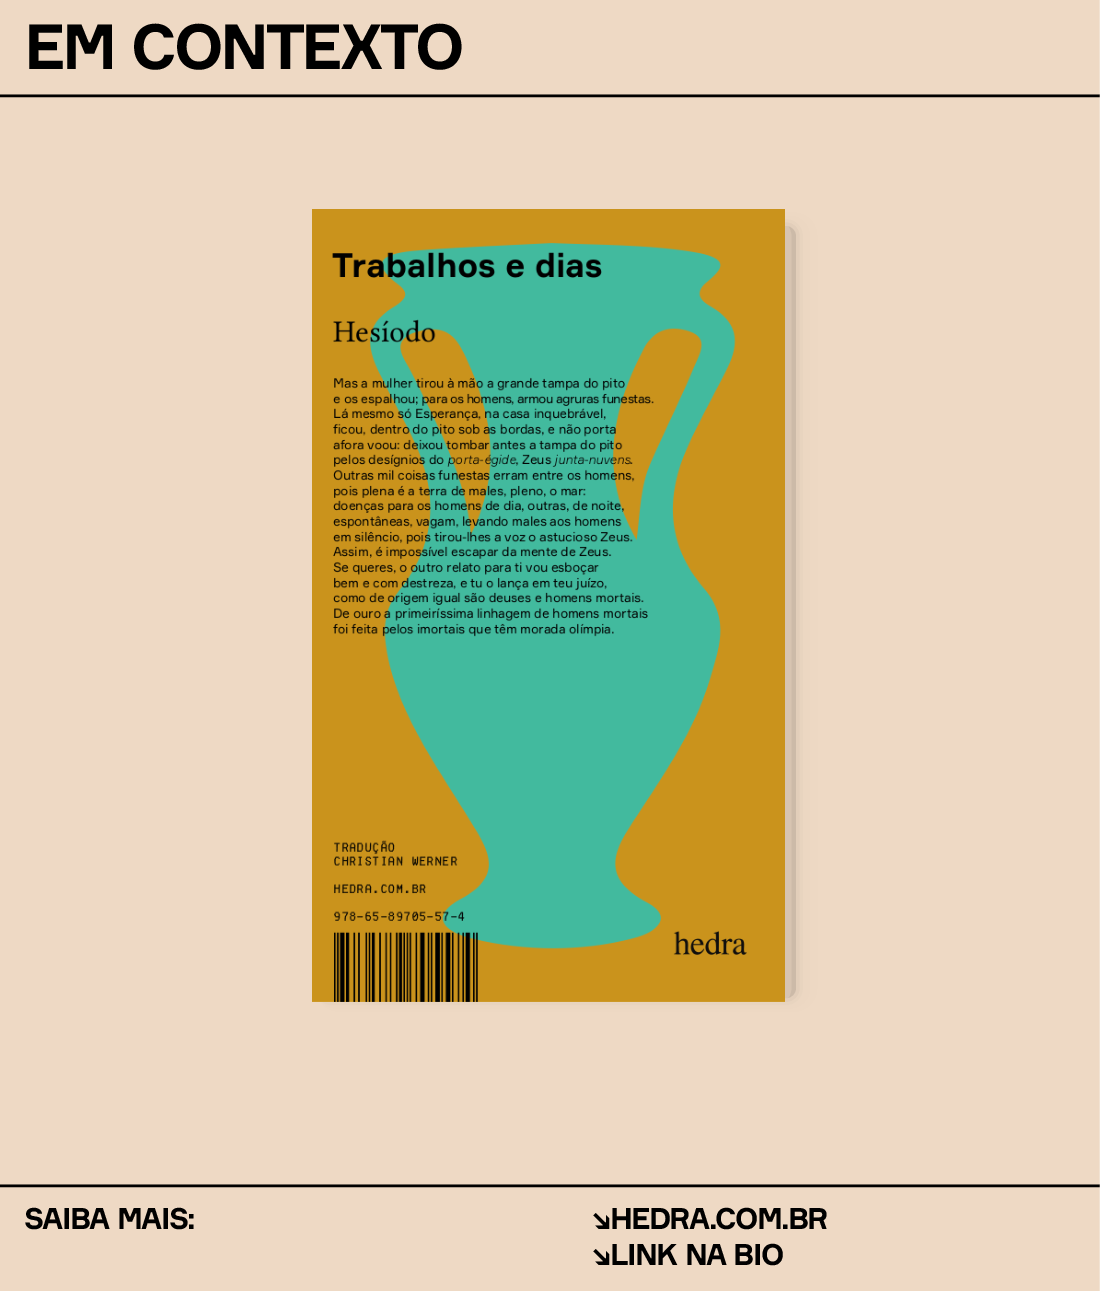 EM CONTEXTO
Trabalhos e dias
Hesíodo
Mas a mulher tirou à mão a grande tampa do pito
e os espalhou; para os homens, armou agruras funestas.
Lá mesmo só Esperança, na casa inquebrável,
ficou, dentro do pito sob as bordas, e não porta
afora voou: deixou tombar antes a tampa do pito
pelos desígnios do porta-égide, Zeus junta-nuvens.
Outras mil coisas funestas erram entre os homens,
pois plena é a terra de males, pleno, o mar:
doenças para os homens de dia, outras, de noite,
espontâneas, vagam, levando males aos homens
em silêncio, pois tirou-lhes a voz o astucioso Zeus.
Assim, é impossível escapar da mente de Zeus.
Se queres, o outro relato para ti vou esboçar
bem e com destreza, e tu o lança em teu juízo,
como de origem igual são deuses e homens mortais.
De ouro a primeiríssima linhagem de homens mortais
foi feita pelos imortais que têm morada olímpia.
TRADUÇÃO
CHRISTIAN WERNER
HEDRA.COM.BR
978-65-89705-57-4
hedra
SAIBA MAIS:
↘HEDRA.COM.BR
↘LINK NA BIO